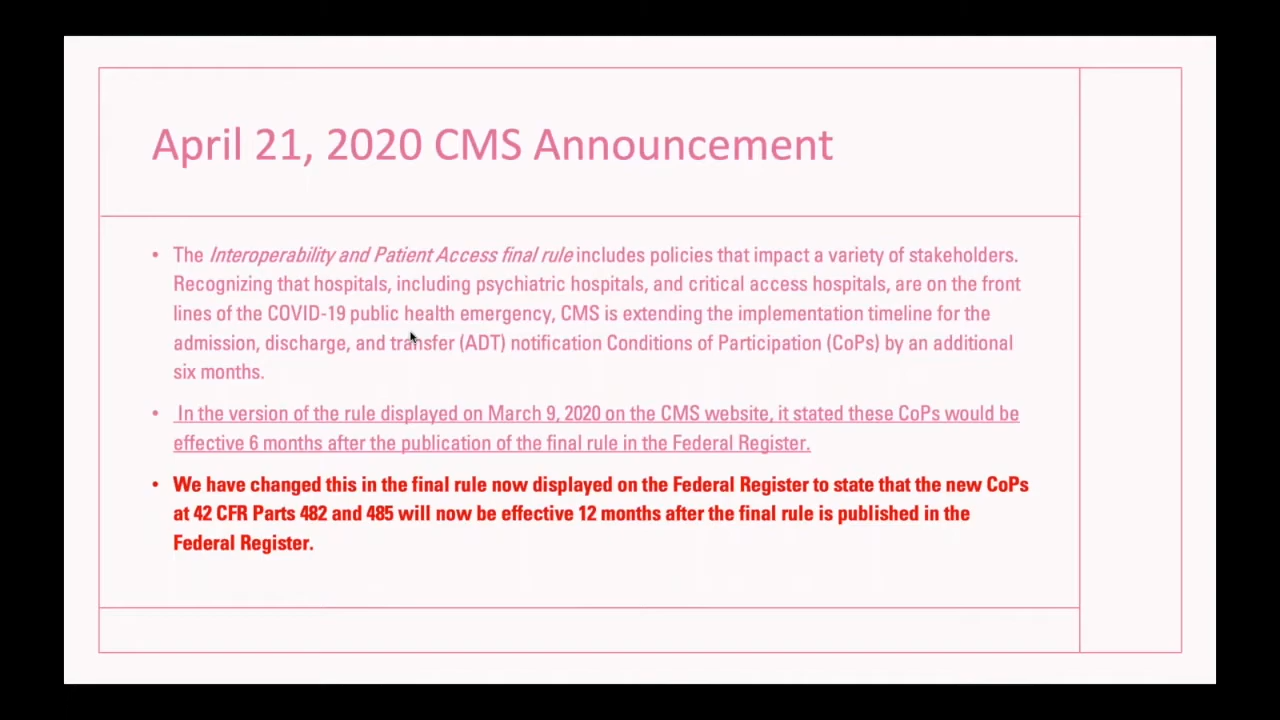 April 21, 2020 CMS Announcement
• The Interoperability and Patient Access final rule includes policies that impact a variety of stakeholders.
Recognizing that hospitals, including psychiatric hospitals, and critical access hospitals, are on the front
lines of the COVID-19 public health emergency, CMS is extending the implementation timeline for the
admission, discharge, and transfer (ADT) notification Conditions of Participation (CoPs) by an additional
six months.
• In the version of the rule displayed on March 9, 2020 on the CMS website, it stated these CoPs would be
effective 6 months after the publication of the final rule in the Federal Register.
• We have changed this in the final rule now displayed on the Federal Register to state that the new CoPs
at 42 CFR Parts 482 and 485 will now be effective 12 months after the final rule is published in the
Federal Register.